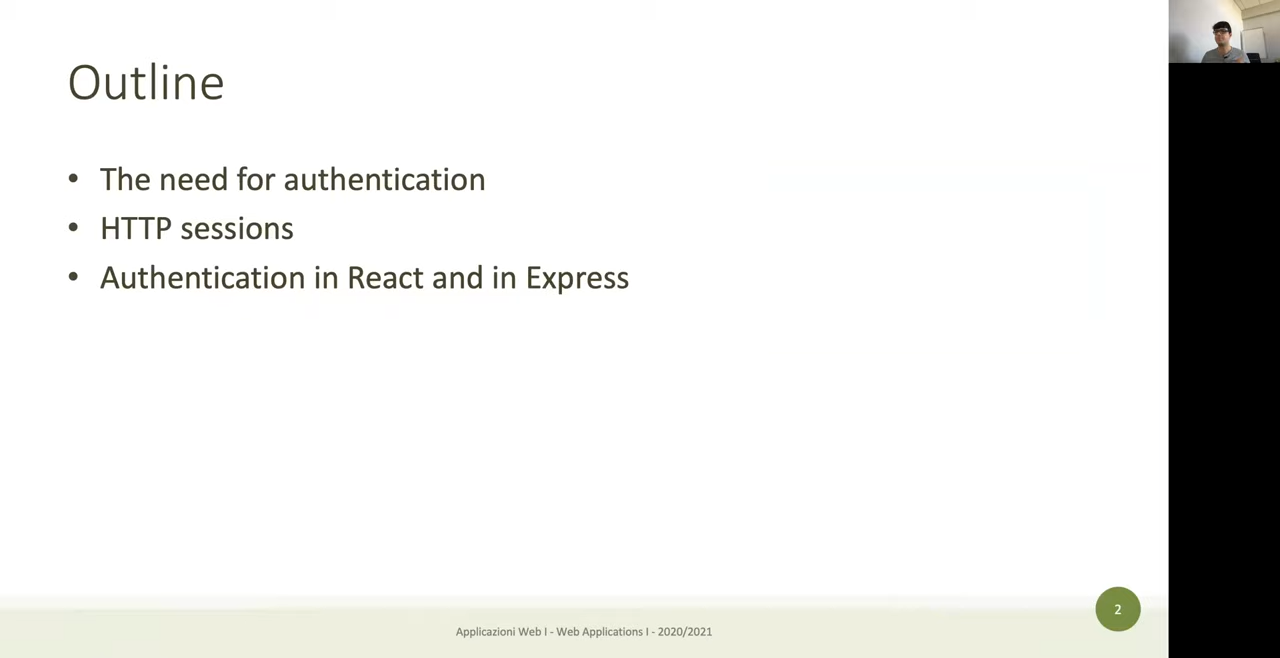 Outline
• The need for authentication
• HTTP sessions
• Authentication in React and in Express
2
Applicazioni Web I - Web Applications I - 2020/2021